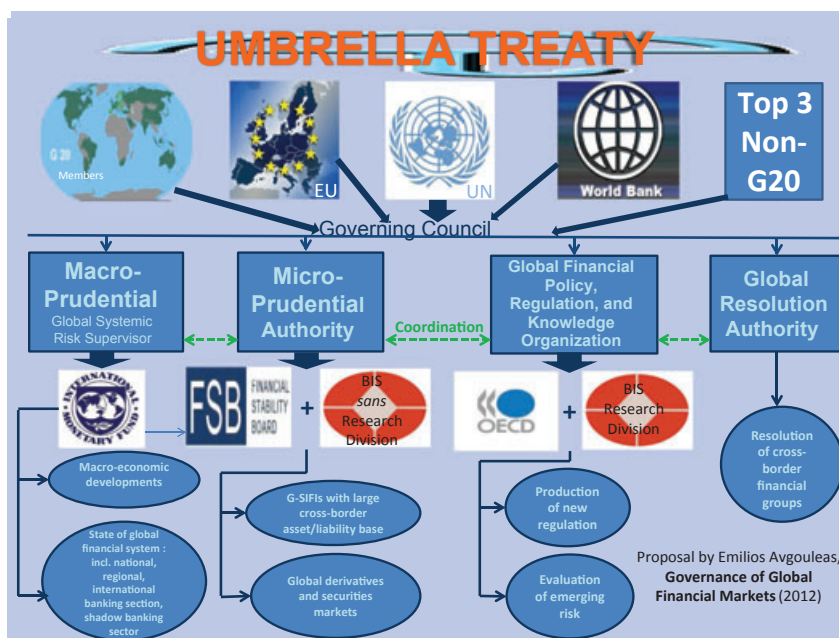 UMBRELLA TREATY
G 20
Members
EU
UN
World Bank
Top 3
Non-
G20
Governing Council
Macro-
Prudential
Global Systemic
Risk Supervisor
Micro-
Prudential
Authority
Coordination
Global Financial
Policy,
Regulation, and
Knowledge
Organization
Global
Resolution
Authority
INTERNATIONAL
MONETARY FUND
FSB
FINANCIAL
STABILITY
BOARD
+
BIS
sans
Research
Division
OECD
+
BIS
Research
Division
Resolution
of cross-
border
financial
groups
Macro-economic
developments
G-SIFIs with large
cross-border
asset/liability base
Production
of new
regulation
State of global
financial system :
incl. national,
regional,
international
banking section,
shadow banking
sector
Global derivatives
and securities
markets
Evaluation
of emerging
risk
Proposal by Emilios Avgouleas,
Governance of Global
Financial Markets (2012)